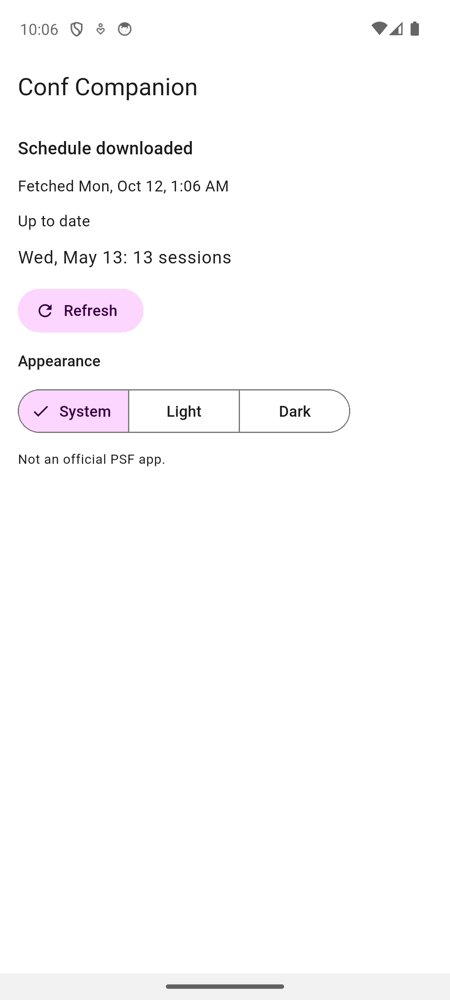 10:06
Conf Companion
Schedule downloaded
Fetched Mon, Oct 12, 1:06 AM
Up to date
Wed, May 13: 13 sessions
Refresh
Appearance
System Light Dark
Not an official PSF app.